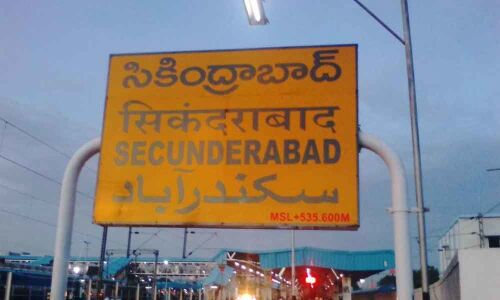 సికింద్రాబాద్
सिकंदराबाद
SECUNDERABAD
سکندرآباد
MSL+535.600M